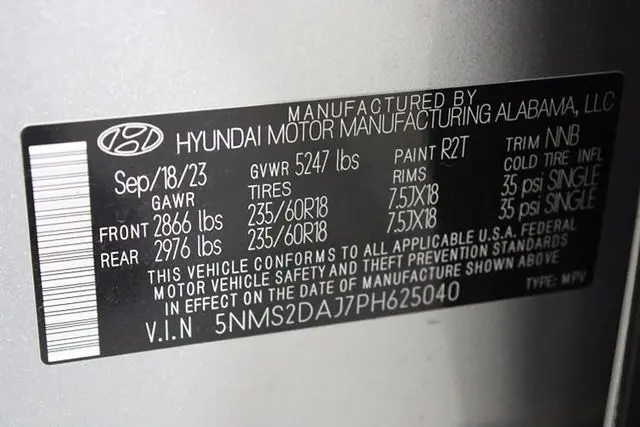 MANUFACTURED BY
HYUNDAI MOTOR MANUFACTURING ALABAMA, LLC
Sep/18/23 GVWR 5247 lbs PAINT R2T TRIM NNB
GAWR TIRES RIMS COLD TIRE INFL
FRONT 2866 lbs 235/60R18 7.5JX18 35 psi SINGLE
REAR 2976 lbs 235/60R18 7.5JX18 35 psi SINGLE
THIS VEHICLE CONFORMS TO ALL APPLICABLE U.S.A. FEDERAL
MOTOR VEHICLE SAFETY AND THEFT PREVENTION STANDARDS
IN EFFECT ON THE DATE OF MANUFACTURE SHOWN ABOVE
V.I.N 5NMS2DAJ7PH625040 TYPE: MPV